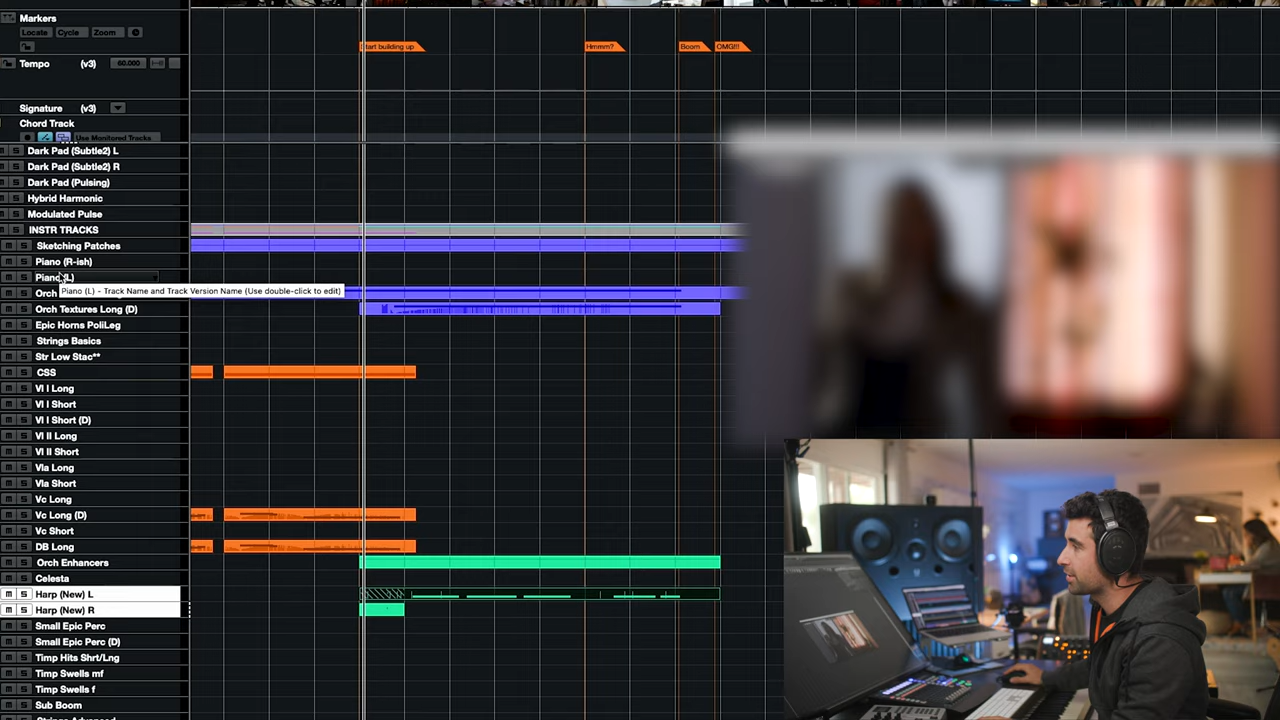 Markers
Locate Cycle Zoom
Start building up Hmmm? Boom OMG!!!
Tempo (v3) 60.000
Signature (v3)
Chord Track
Use Monitored Tracks
Dark Pad (Subtle2) L
Dark Pad (Subtle2) R
Dark Pad (Pulsing)
Hybrid Harmonic
Modulated Pulse
INSTR TRACKS
m S Sketching Patches
m S Piano (R-ish)
m S Piano (L)
Piano (L) - Track Name and Track Version Name (Use double-click to edit)
m S Orch
m S Orch Textures Long (D)
m S Epic Horns PoliLeg
m S Strings Basics
m S Str Low Stac**
m S CSS
m S VI I Long
m S VI I Short
m S VI I Short (D)
m S VI II Long
m S VI II Short
m S Vla Long
m S Vla Short
m S Vc Long
m S Vc Long (D)
m S Vc Short
m S DB Long
m S Orch Enhancers
m S Celesta
m S Harp (New) L
m S Harp (New) R
m S Small Epic Perc
m S Small Epic Perc (D)
m S Timp Hits Shrt/Lng
m S Timp Swells mf
m S Timp Swells f
m S Sub Boom